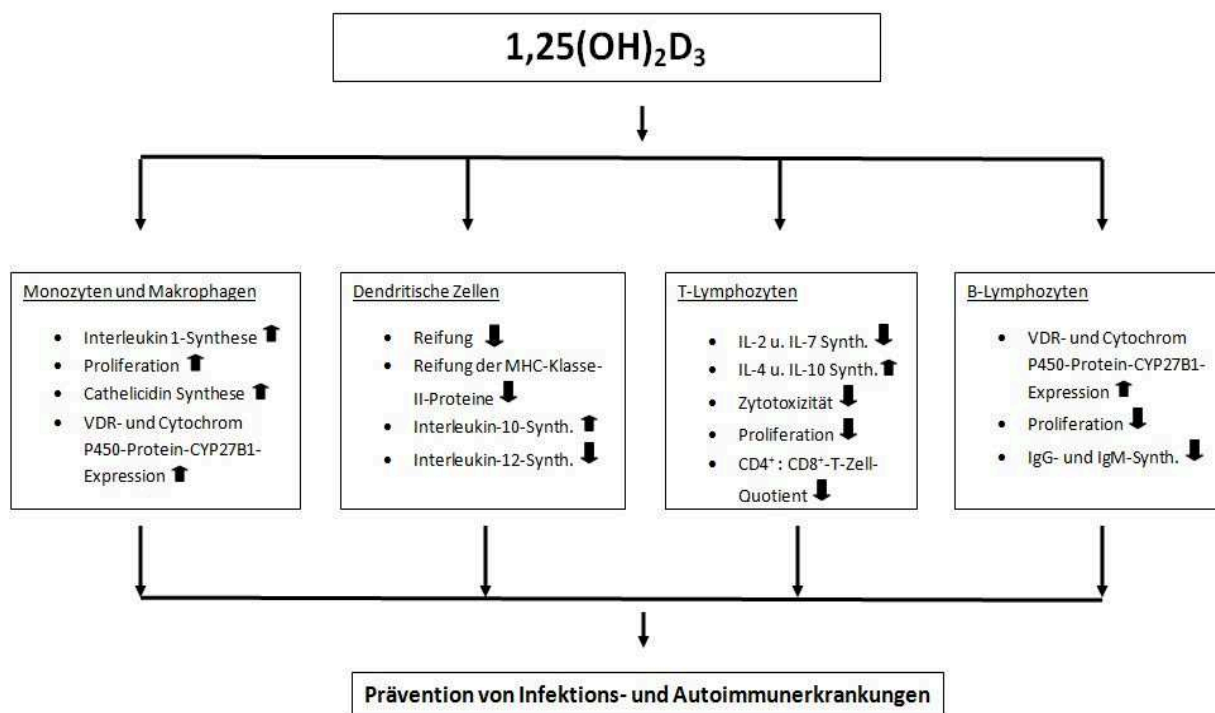 1,25(OH)₂D₃
Monozyten und Makrophagen
• Interleukin 1-Synthese ⬆
• Proliferation ⬆
• Cathelicidin Synthese ⬆
• VDR- und Cytochrom
P450-Protein-CYP27B1-
Expression ⬆
Dendritische Zellen
• Reifung ⬇
• Reifung der MHC-Klasse-
II-Proteine ⬇
• Interleukin-10-Synth. ⬆
• Interleukin-12-Synth. ⬇
T-Lymphozyten
• IL-2 u. IL-7 Synth. ⬇
• IL-4 u. IL-10 Synth. ⬆
• Zytotoxizität ⬇
• Proliferation ⬇
• CD4⁺ : CD8⁺-T-Zell-
Quotient ⬇
B-Lymphozyten
• VDR- und Cytochrom
P450-Protein-CYP27B1-
Expression ⬆
• Proliferation ⬇
• IgG- und IgM-Synth. ⬇
Prävention von Infektions- und Autoimmunerkrankungen